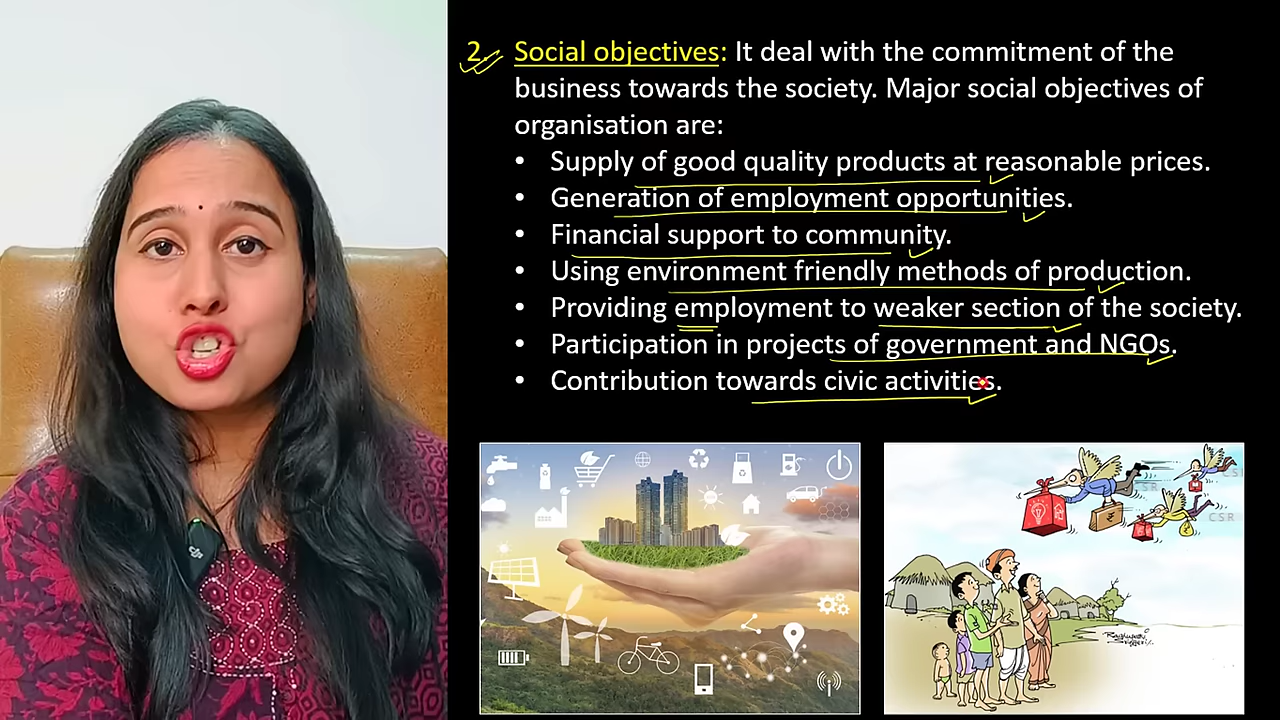 2. Social objectives: It deal with the commitment of the
business towards the society. Major social objectives of
organisation are:
• Supply of good quality products at reasonable prices.
• Generation of employment opportunities.
• Financial support to community.
• Using environment friendly methods of production.
• Providing employment to weaker section of the society.
• Participation in projects of government and NGOs.
• Contribution towards civic activities.
CSR
CSR
CSR